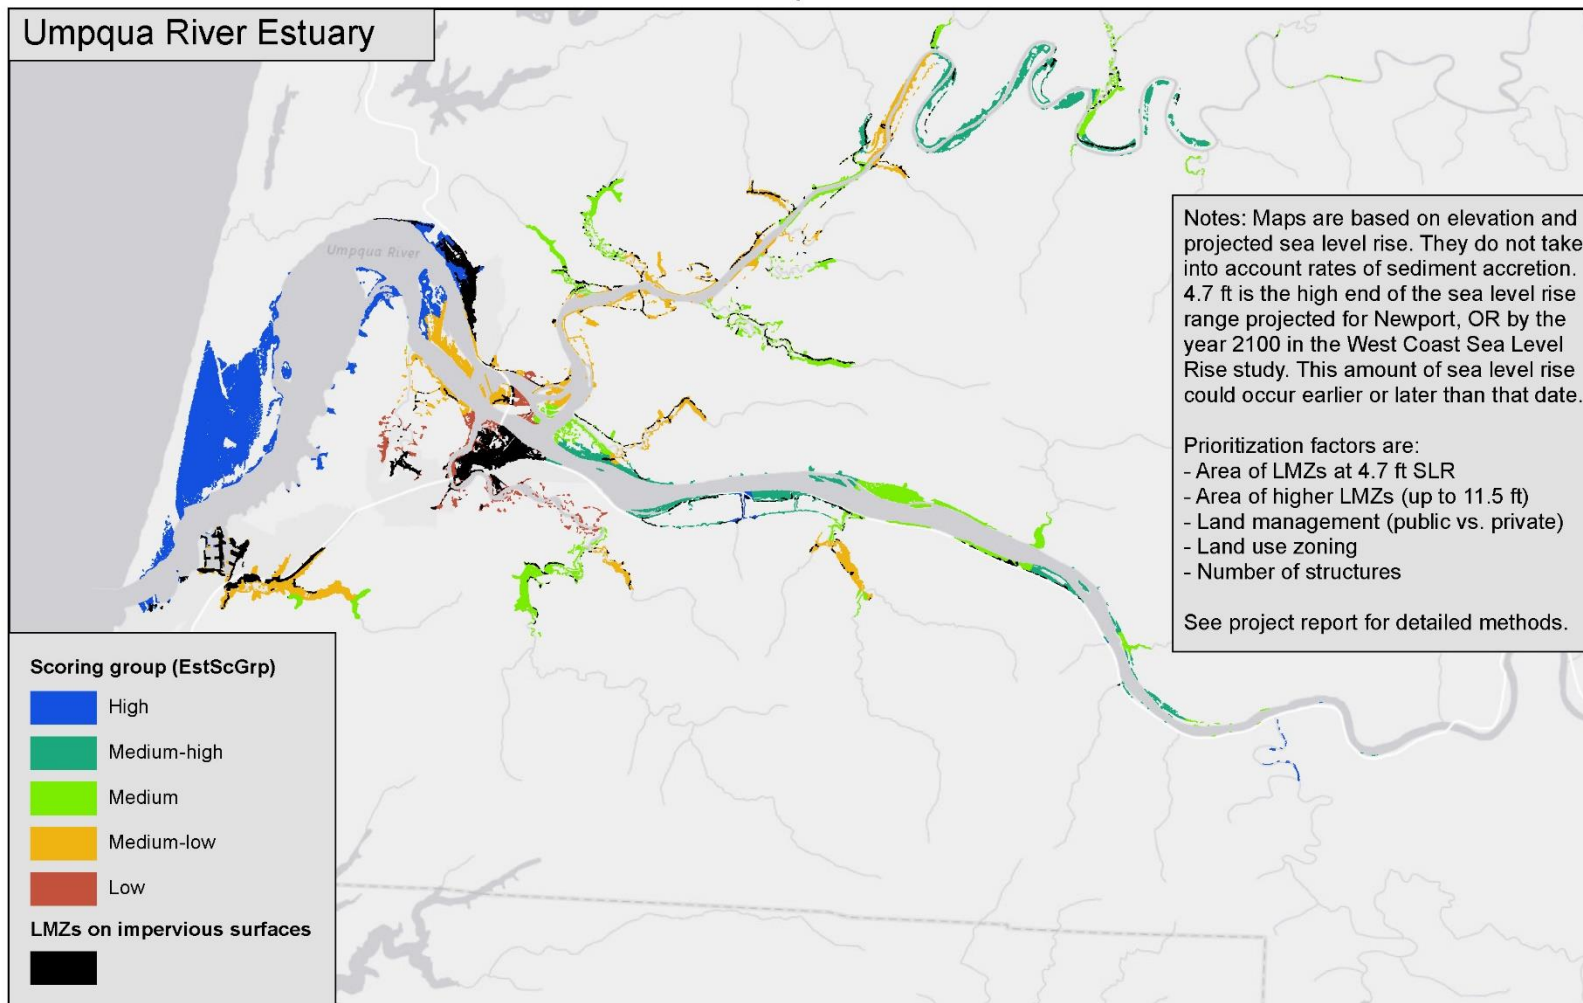 Umpqua River Estuary
Umpqua River
Notes: Maps are based on elevation and
projected sea level rise. They do not take
into account rates of sediment accretion.
4.7 ft is the high end of the sea level rise
range projected for Newport, OR by the
year 2100 in the West Coast Sea Level
Rise study. This amount of sea level rise
could occur earlier or later than that date.
Prioritization factors are:
- Area of LMZs at 4.7 ft SLR
- Area of higher LMZs (up to 11.5 ft)
- Land management (public vs. private)
- Land use zoning
- Number of structures
See project report for detailed methods.
Scoring group (EstScGrp)
High
Medium-high
Medium
Medium-low
Low
LMZs on impervious surfaces